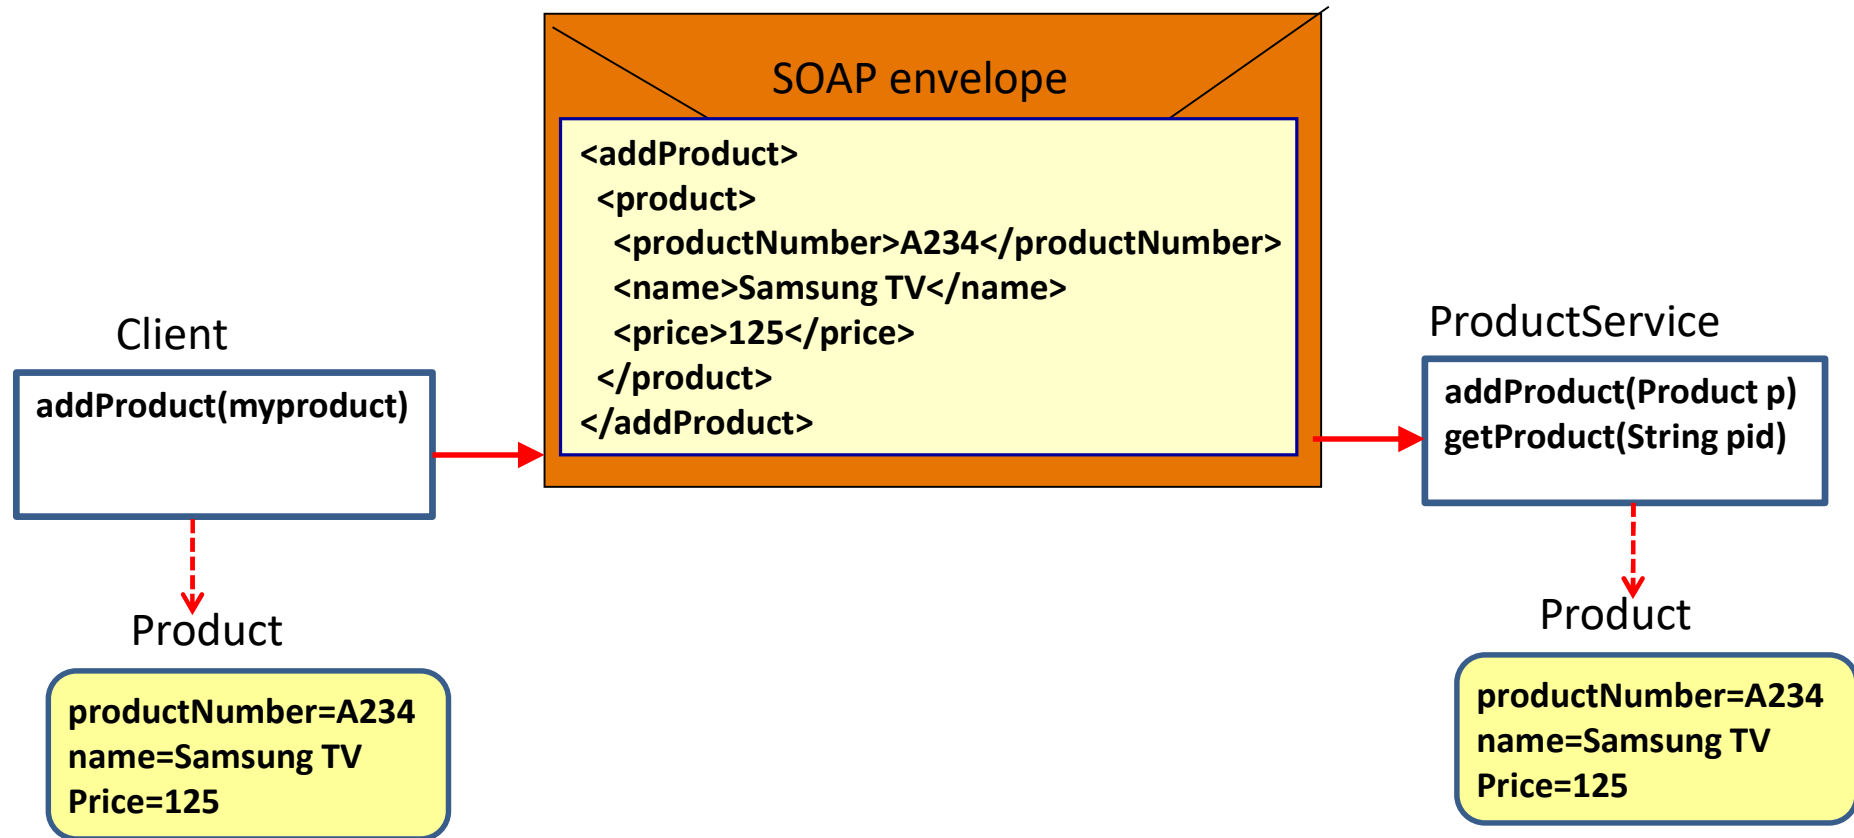 SOAP envelope
<addProduct>
<product>
<productNumber>A234</productNumber>
<name>Samsung TV</name>
<price>125</price>
</product>
</addProduct>
Client
addProduct(myproduct)
Product
productNumber=A234
name=Samsung TV
Price=125
ProductService
addProduct(Product p)
getProduct(String pid)
Product
productNumber=A234
name=Samsung TV
Price=125